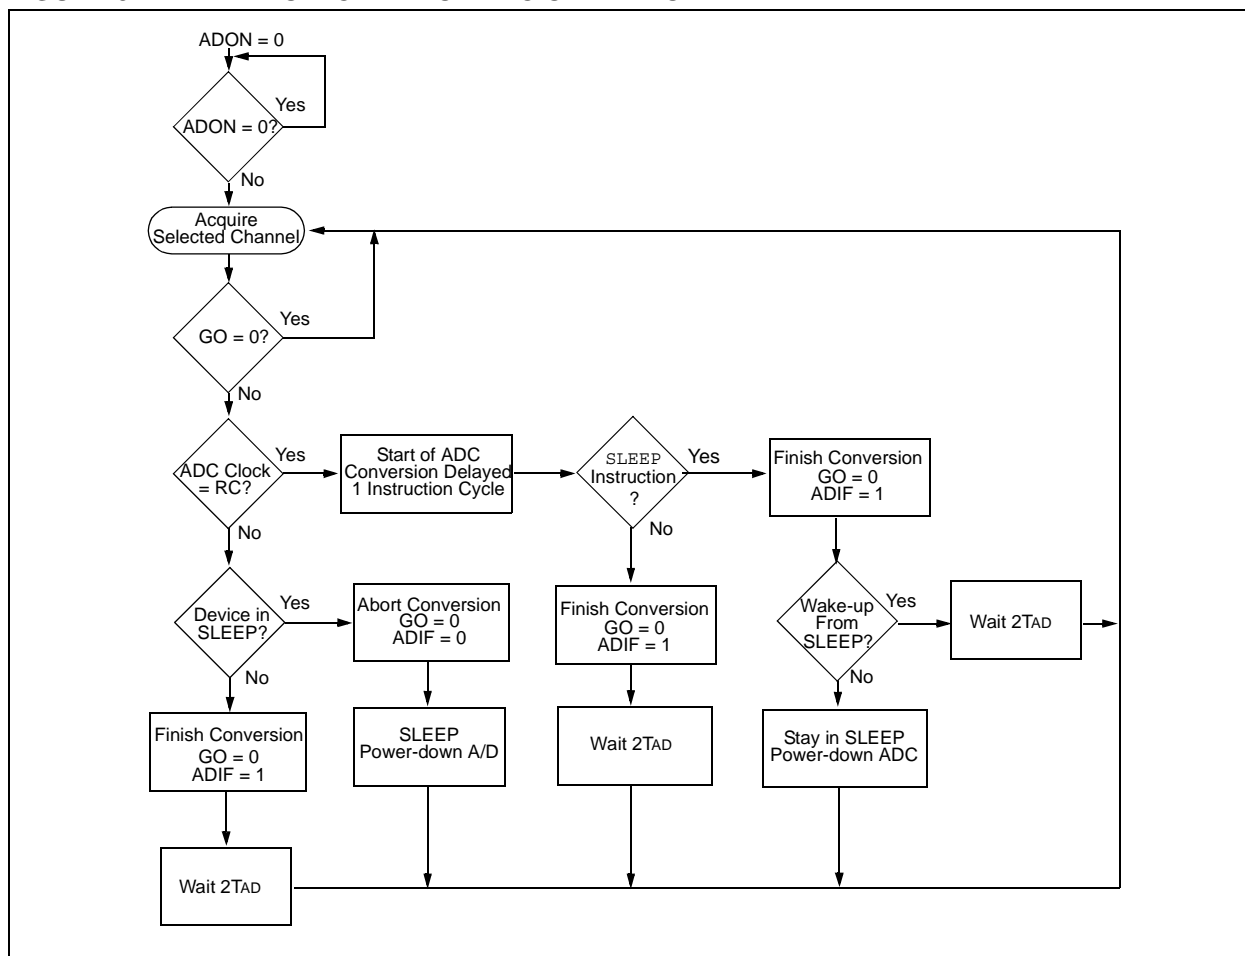 ADON = 0
Yes
ADON = 0?
No
Acquire
Selected Channel
Yes
GO = 0?
No
ADC Clock
= RC?
Yes
Start of ADC
Conversion Delayed
1 Instruction Cycle
SLEEP
Instruction
?
Yes
Finish Conversion
GO = 0
ADIF = 1
No
No
Device in
SLEEP?
Yes
Abort Conversion
GO = 0
ADIF = 0
Finish Conversion
GO = 0
ADIF = 1
Wake-up
From
SLEEP?
Yes
Wait 2TAD
No
No
Finish Conversion
GO = 0
ADIF = 1
SLEEP
Power-down A/D
Wait 2TAD
Stay in SLEEP
Power-down ADC
Wait 2TAD